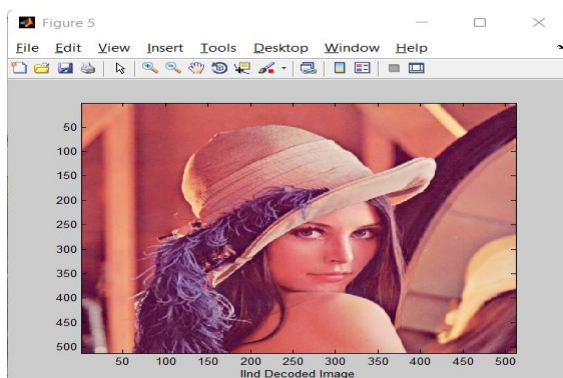 Figure 5
File Edit View Insert Tools Desktop Window Help
50
100
150
200
250
300
350
400
450
500
50 100 150 200 250 300 350 400 450 500
IInd Decoded Image